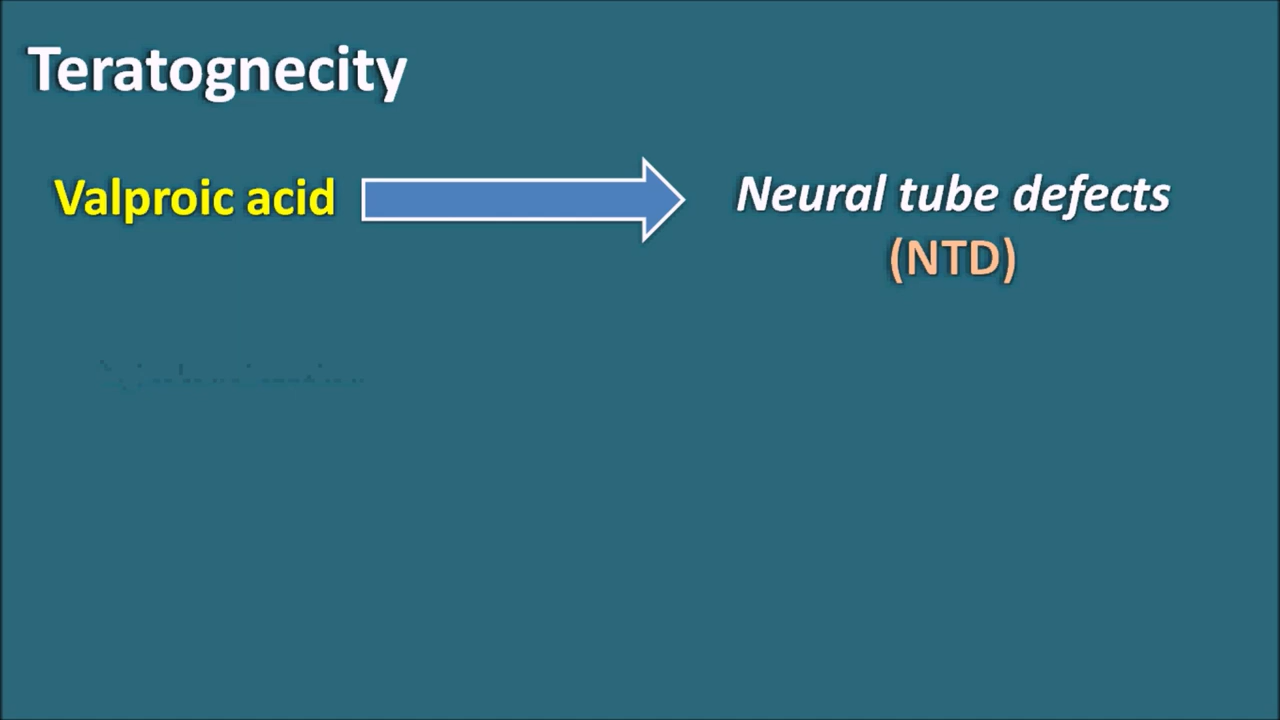 Teratognecity
Valproic acid
Neural tube defects
(NTD)